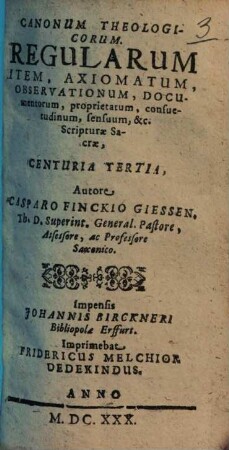 3
CANONUM THEOLOGI-
CORUM.
REGULARUM
ITEM, AXIOMATUM,
OBSERVATIONUM, DOCU-
mentorum, proprietatum, consue-
tudinum, sensuum, &c.
Scripturæ Sa-
cræ,
CENTURIA TERTIA,
Autore
CASPARO FINCKIO GIESSEN.
Th. D. Superint. General. Pastore,
Assessore, ac Professore
Saxonico.
Impensis
JOHANNIS BIRCKNERI
Bibliopolæ Erffurt.
Imprimebat
FRIDERICUS MELCHIOR
DEDEKINDUS.
ANNO
M. DC. XXX.